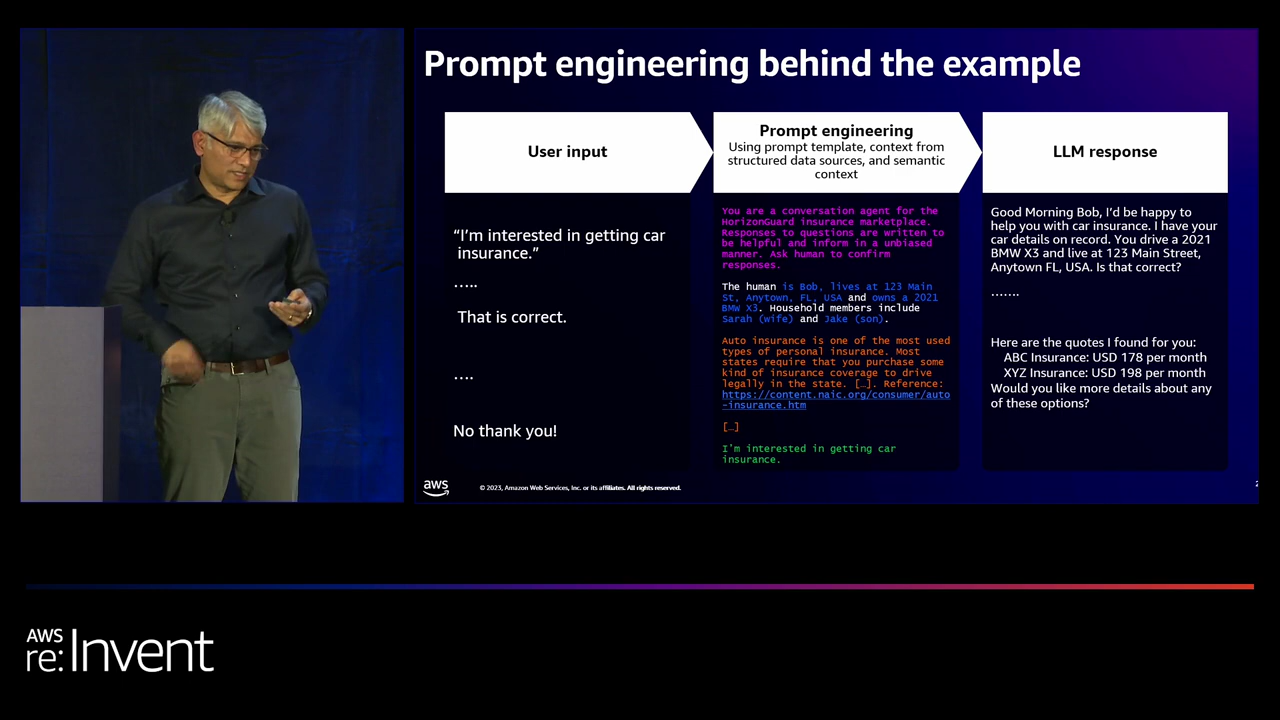 Prompt engineering behind the example
User input
Prompt engineering
Using prompt template, context from
structured data sources, and semantic
context
LLM response
“I’m interested in getting car
insurance.”
…..
That is correct.
….
No thank you!
You are a conversation agent for the
HorizonGuard insurance marketplace.
Responses to questions are written to
be helpful and inform in a unbiased
manner. Ask human to confirm
responses.
The human is Bob, lives at 123 Main
St, Anytown, FL, USA and owns a 2021
BMW X3. Household members include
Sarah (wife) and Jake (son).
Auto insurance is one of the most used
types of personal insurance. Most
states require that you purchase some
kind of insurance coverage to drive
legally in the state. […]. Reference:
https://content.naic.org/consumer/auto
-insurance.htm
[…]
I’m interested in getting car
insurance.
Good Morning Bob, I’d be happy to
help you with car insurance. I have your
car details on record. You drive a 2021
BMW X3 and live at 123 Main Street,
Anytown FL, USA. Is that correct?
…….
Here are the quotes I found for you:
ABC Insurance: USD 178 per month
XYZ Insurance: USD 198 per month
Would you like more details about any
of these options?
aws
© 2023, Amazon Web Services, Inc. or its affiliates. All rights reserved.
AWS
re:Invent